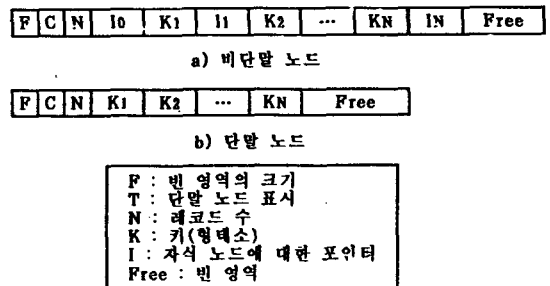 F C N I0 K1 I1 K2 ... KN IN Free
a) 비단말 노드
F C N K1 K2 ... KN Free
b) 단말 노드
F : 빈 영역의 크기
T : 단말 노드 표시
N : 레코드 수
K : 키(형태소)
I : 자식 노드에 대한 포인터
Free : 빈 영역